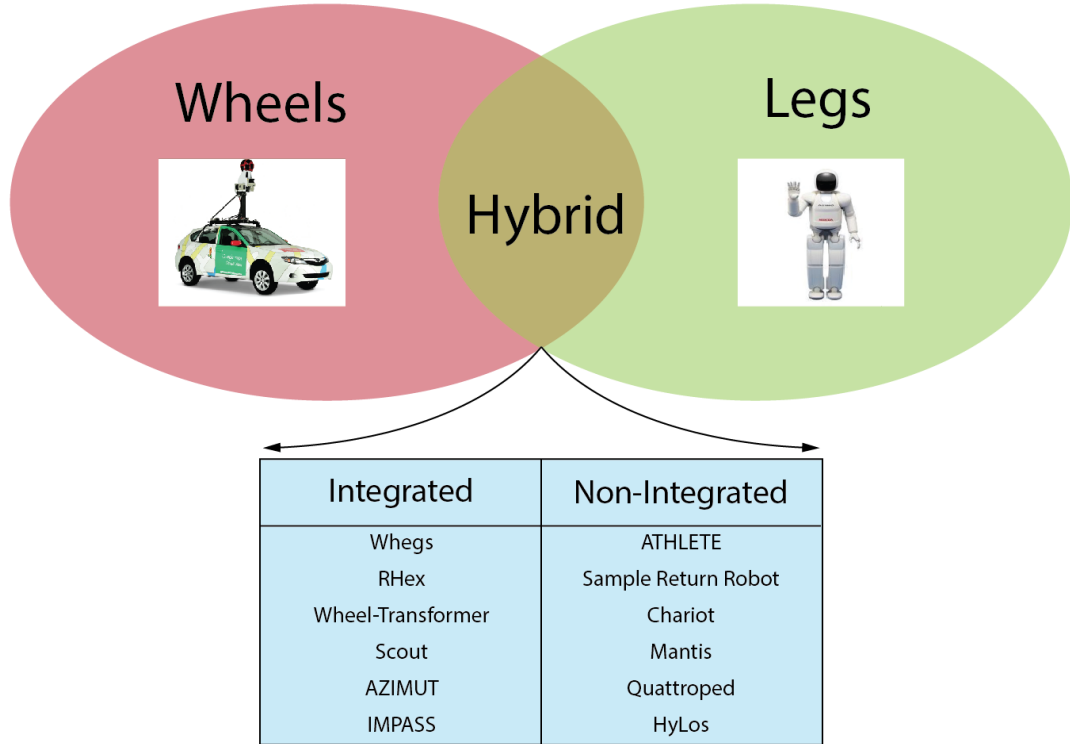 Wheels
Legs
Hybrid
Integrated
Non-Integrated
Whegs
ATHLETE
RHex
Sample Return Robot
Wheel-Transformer
Chariot
Scout
Mantis
AZIMUT
Quattroped
IMPASS
HyLos